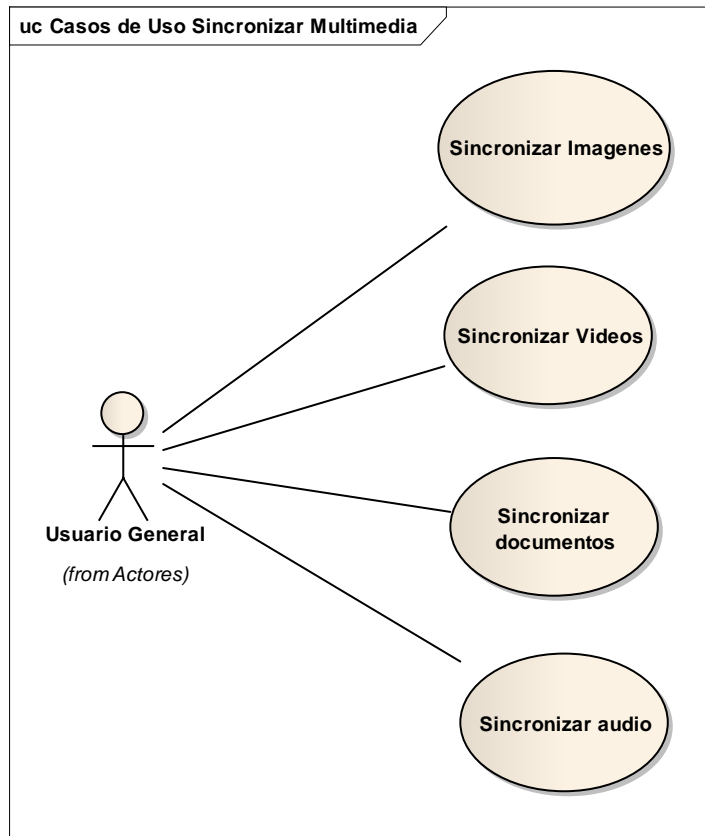 uc Casos de Uso Sincronizar Multimedia
Sincronizar Imagenes
Sincronizar Videos
Sincronizar
documentos
Sincronizar audio
Usuario General
(from Actores)